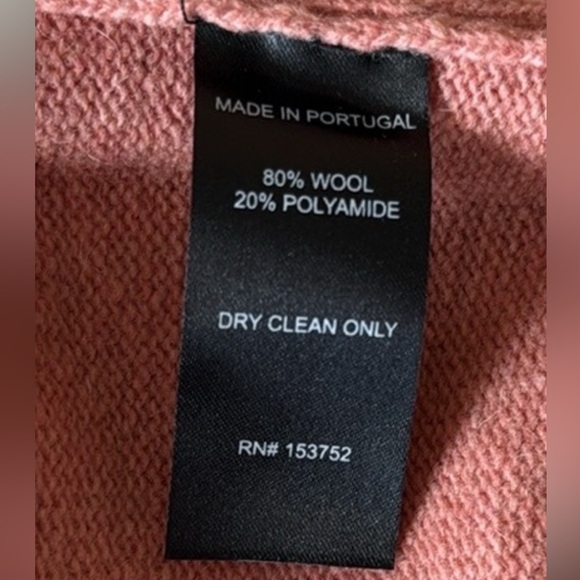 MADE IN PORTUGAL
80% WOOL
20% POLYAMIDE
DRY CLEAN ONLY
RN# 153752